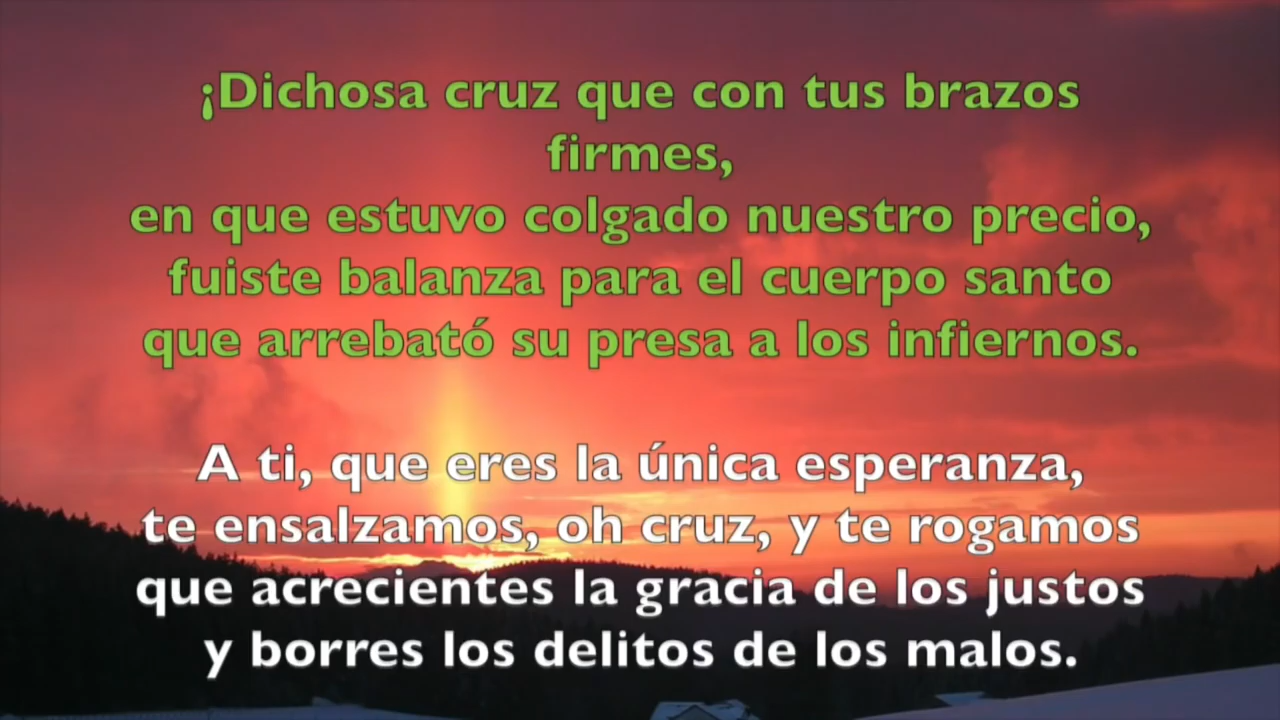 ¡Dichosa cruz que con tus brazos
firmes,
en que estuvo colgado nuestro precio,
fuiste balanza para el cuerpo santo
que arrebató su presa a los infiernos.
A ti, que eres la única esperanza,
te ensalzamos, oh cruz, y te rogamos
que acrecientes la gracia de los justos
y borres los delitos de los malos.